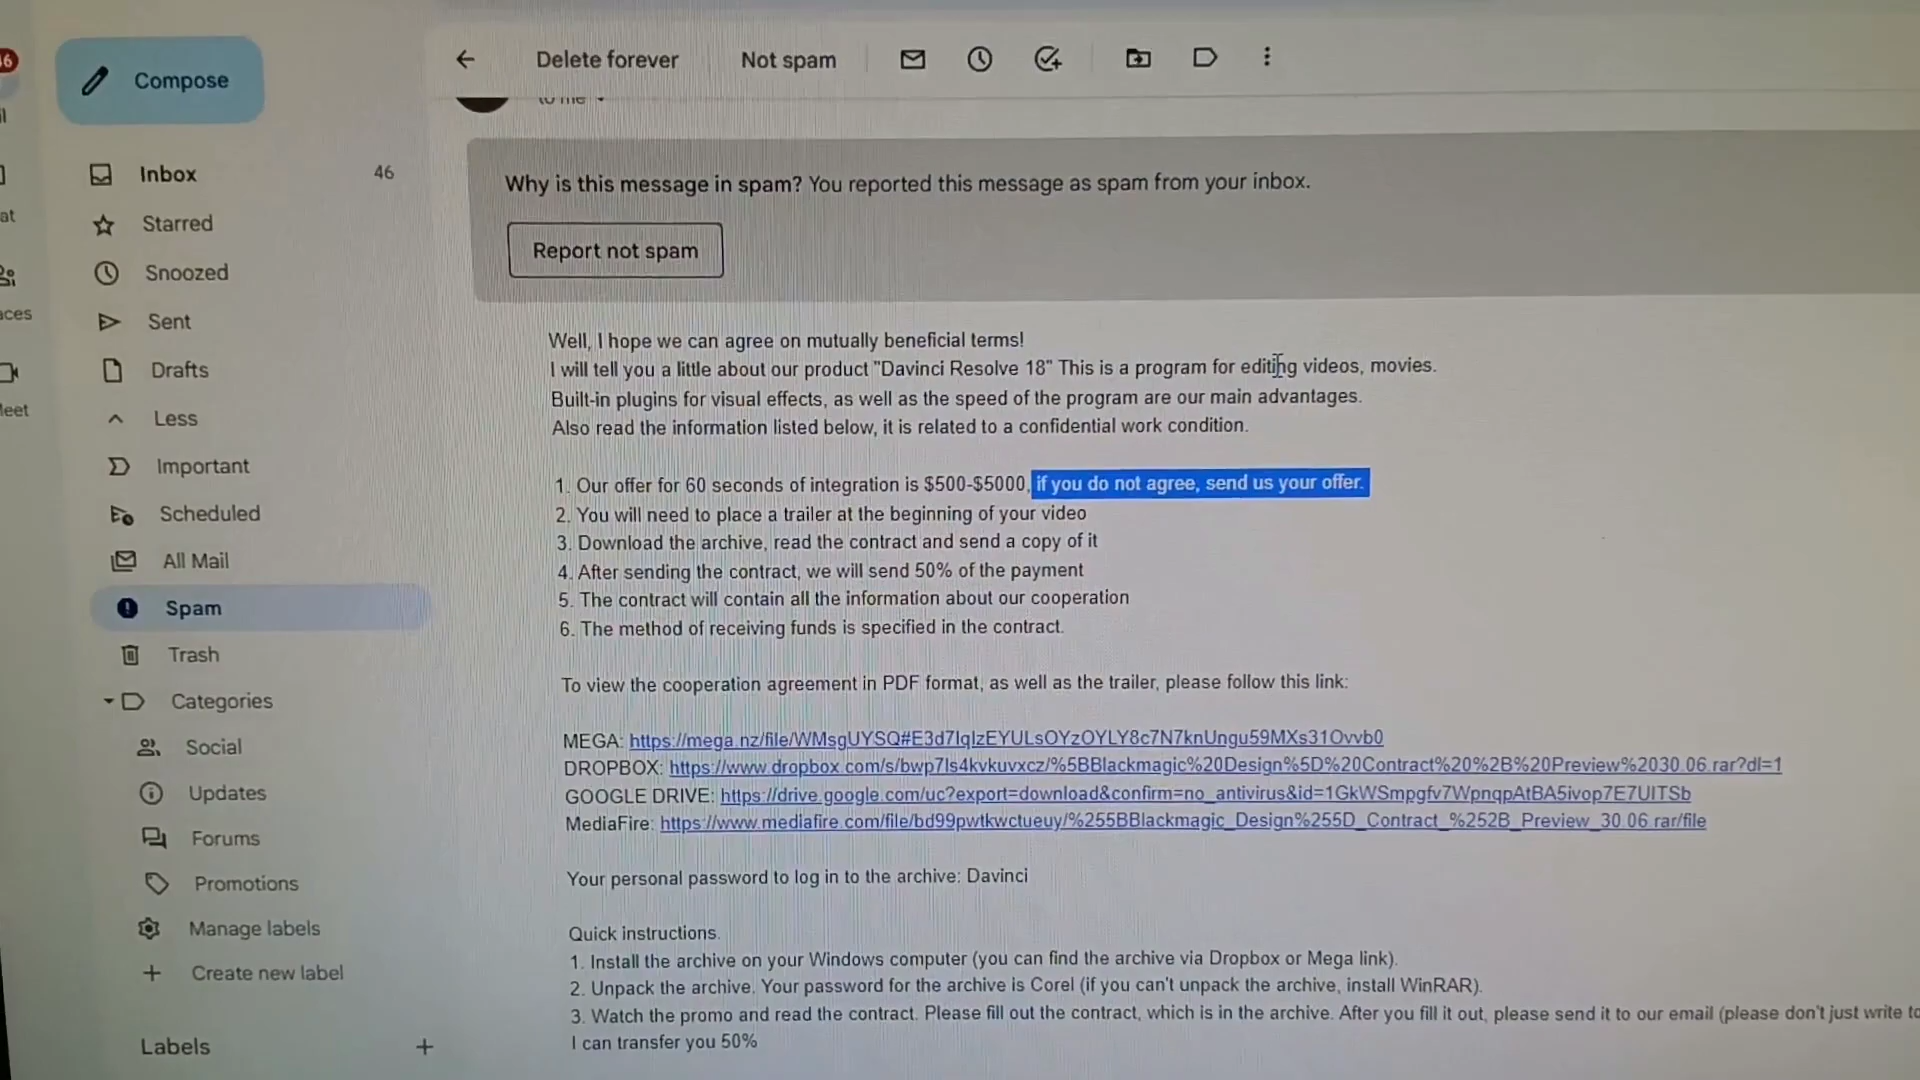 Compose
Delete forever
Not spam
to me
46
Inbox
46
Starred
Snoozed
Sent
Drafts
Less
Important
Scheduled
All Mail
Spam
Trash
Categories
Social
Updates
Forums
Promotions
Manage labels
Create new label
Labels
Why is this message in spam? You reported this message as spam from your inbox.
Report not spam
Well, I hope we can agree on mutually beneficial terms!
I will tell you a little about our product "Davinci Resolve 18" This is a program for editing videos, movies.
Built-in plugins for visual effects, as well as the speed of the program are our main advantages.
Also read the information listed below, it is related to a confidential work condition.
1. Our offer for 60 seconds of integration is $500-$5000, if you do not agree, send us your offer.
2. You will need to place a trailer at the beginning of your video
3. Download the archive, read the contract and send a copy of it
4. After sending the contract, we will send 50% of the payment
5. The contract will contain all the information about our cooperation
6. The method of receiving funds is specified in the contract.
To view the cooperation agreement in PDF format, as well as the trailer, please follow this link:
MEGA: https://mega.nz/file/WMsgUYSQ#E3d7IqlzEYULsOYzOYLY8c7N7knUngu59MXs31Ovvb0
DROPBOX: https://www.dropbox.com/s/bwp7ls4kvkuvxcz/%5BBlackmagic%20Design%5D%20Contract%20%2B%20Preview%2030.06.rar?dl=1
GOOGLE DRIVE: https://drive.google.com/uc?export=download&confirm=no_antivirus&id=1GkWSmpgfv7WpnqpAtBA5ivop7E7UITSb
MediaFire: https://www.mediafire.com/file/bd99pwtkwctueuy/%255BBlackmagic_Design%255D_Contract_%252B_Preview_30.06.rar/file
Your personal password to log in to the archive: Davinci
Quick instructions.
1. Install the archive on your Windows computer (you can find the archive via Dropbox or Mega link).
2. Unpack the archive. Your password for the archive is Corel (if you can't unpack the archive, install WinRAR).
3. Watch the promo and read the contract. Please fill out the contract, which is in the archive. After you fill it out, please send it to our email (please don't just write to
I can transfer you 50%